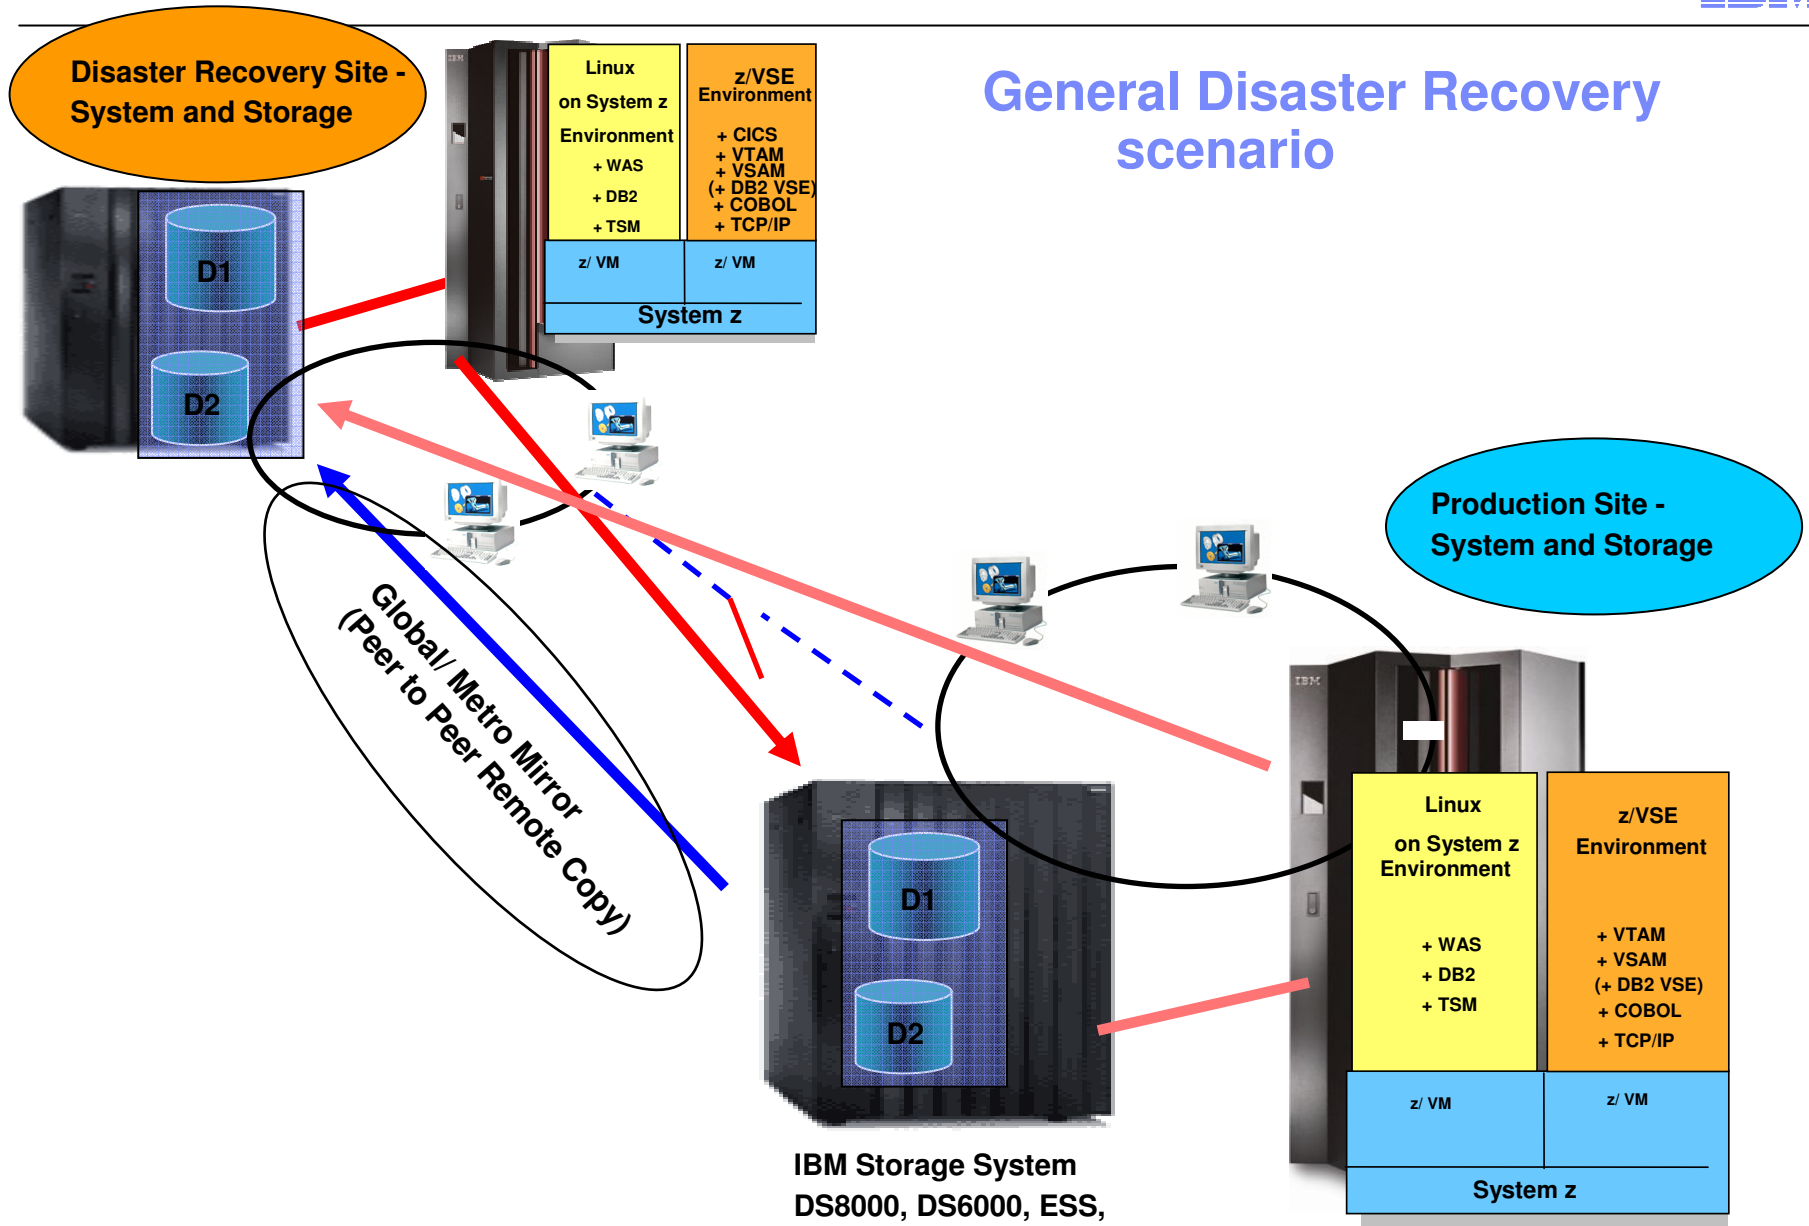 General Disaster Recovery
scenario
Disaster Recovery Site -
System and Storage
IBM
Linux
on System z
Environment
+ WAS
+ DB2
+ TSM
z/VSE
Environment
+ CICS
+ VTAM
+ VSAM
(+ DB2 VSE)
+ COBOL
+ TCP/IP
z/ VM
z/ VM
System z
D1
D2
Global/ Metro Mirror
(Peer to Peer Remote Copy)
Production Site -
System and Storage
IBM
Linux
on System z
Environment
+ WAS
+ DB2
+ TSM
z/VSE
Environment
+ VTAM
+ VSAM
(+ DB2 VSE)
+ COBOL
+ TCP/IP
z/ VM
z/ VM
System z
D1
D2
IBM Storage System
DS8000, DS6000, ESS,